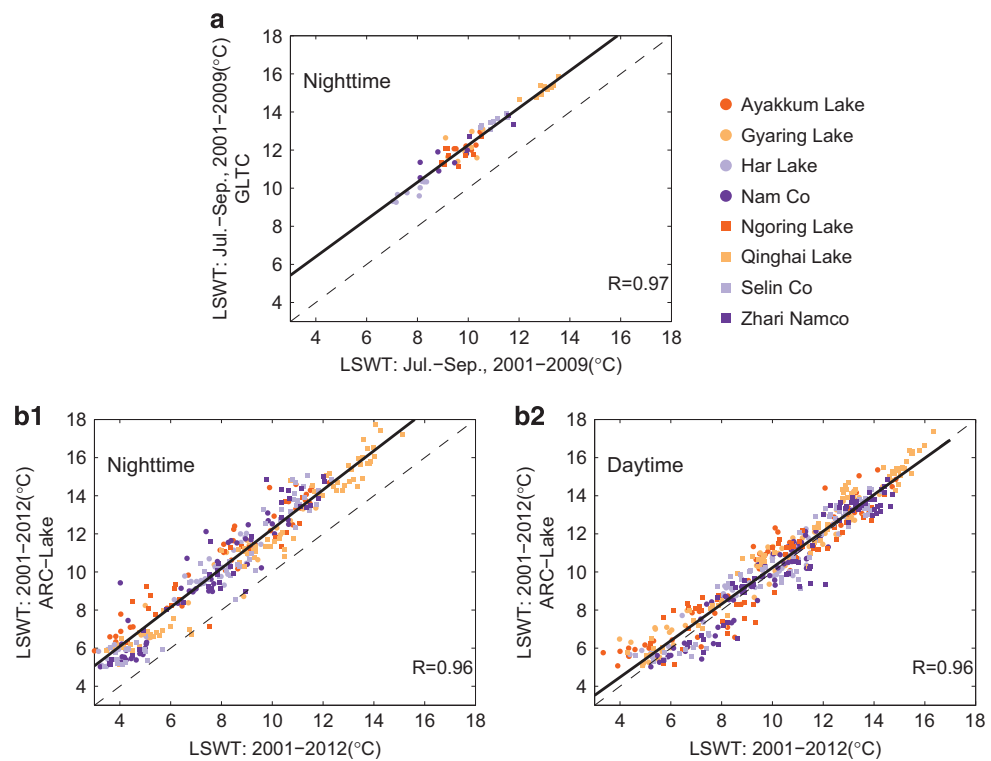 a
LSWT: Jul.−Sep., 2001−2009(°C)
GLTC
18
16
14
12
10
8
6
4
Nighttime
R=0.97
4 6 8 10 12 14 16 18
LSWT: Jul.−Sep., 2001−2009(°C)
Ayakkum Lake
Gyaring Lake
Har Lake
Nam Co
Ngoring Lake
Qinghai Lake
Selin Co
Zhari Namco
b1
LSWT: 2001−2012(°C)
ARC−Lake
18
16
14
12
10
8
6
4
Nighttime
R=0.96
4 6 8 10 12 14 16 18
LSWT: 2001−2012(°C)
b2
LSWT: 2001−2012(°C)
ARC−Lake
18
16
14
12
10
8
6
4
Daytime
R=0.96
4 6 8 10 12 14 16 18
LSWT: 2001−2012(°C)